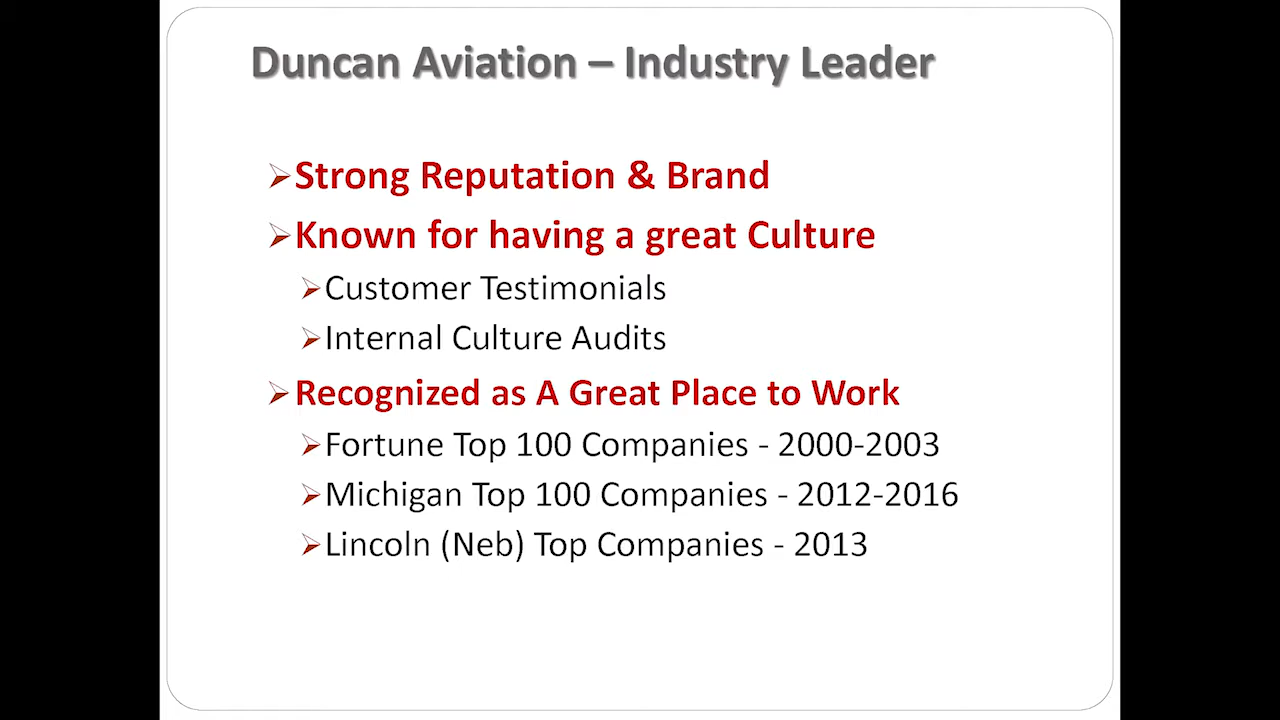 Duncan Aviation – Industry Leader
Strong Reputation & Brand
Known for having a great Culture
Customer Testimonials
Internal Culture Audits
Recognized as A Great Place to Work
Fortune Top 100 Companies - 2000-2003
Michigan Top 100 Companies - 2012-2016
Lincoln (Neb) Top Companies - 2013